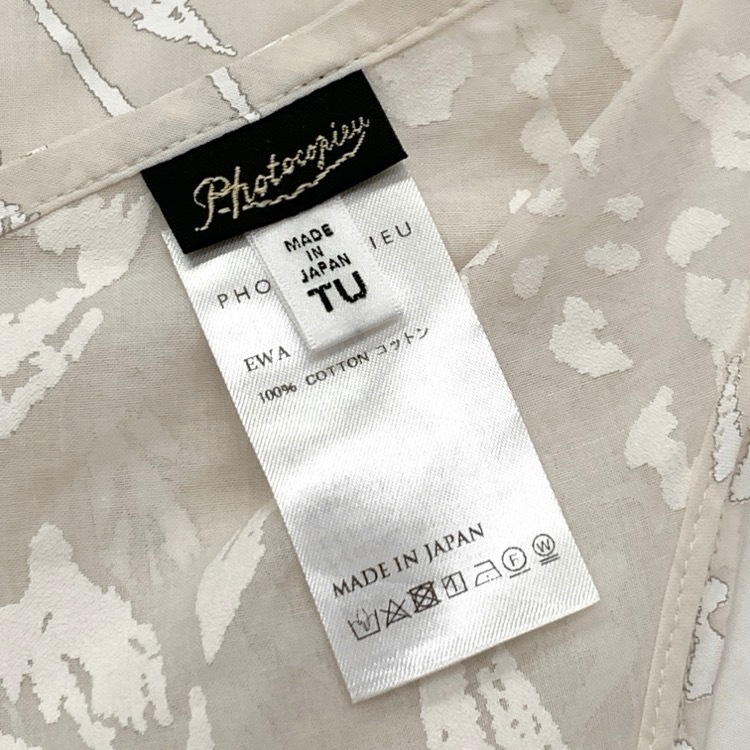 Photocopieu
MADE
IN
JAPAN
TU
PHO IEU
EWA
100% COTTON コットン
MADE IN JAPAN
F W